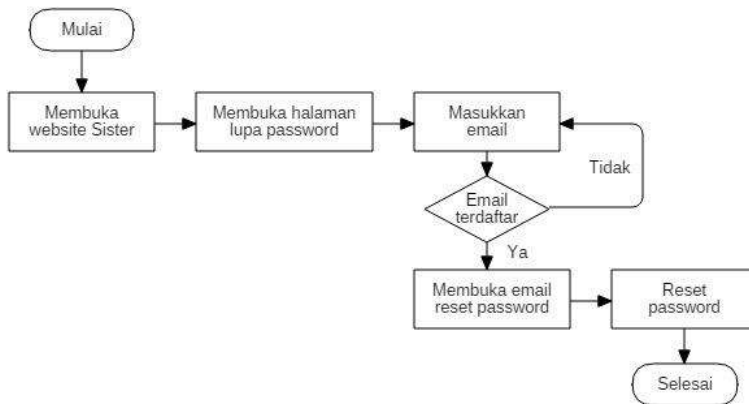 Mulai
Membuka
website Sister
Membuka halaman
lupa password
Masukkan
email
Tidak
Email
terdaftar
Ya
Membuka email
reset password
Reset
password
Selesai